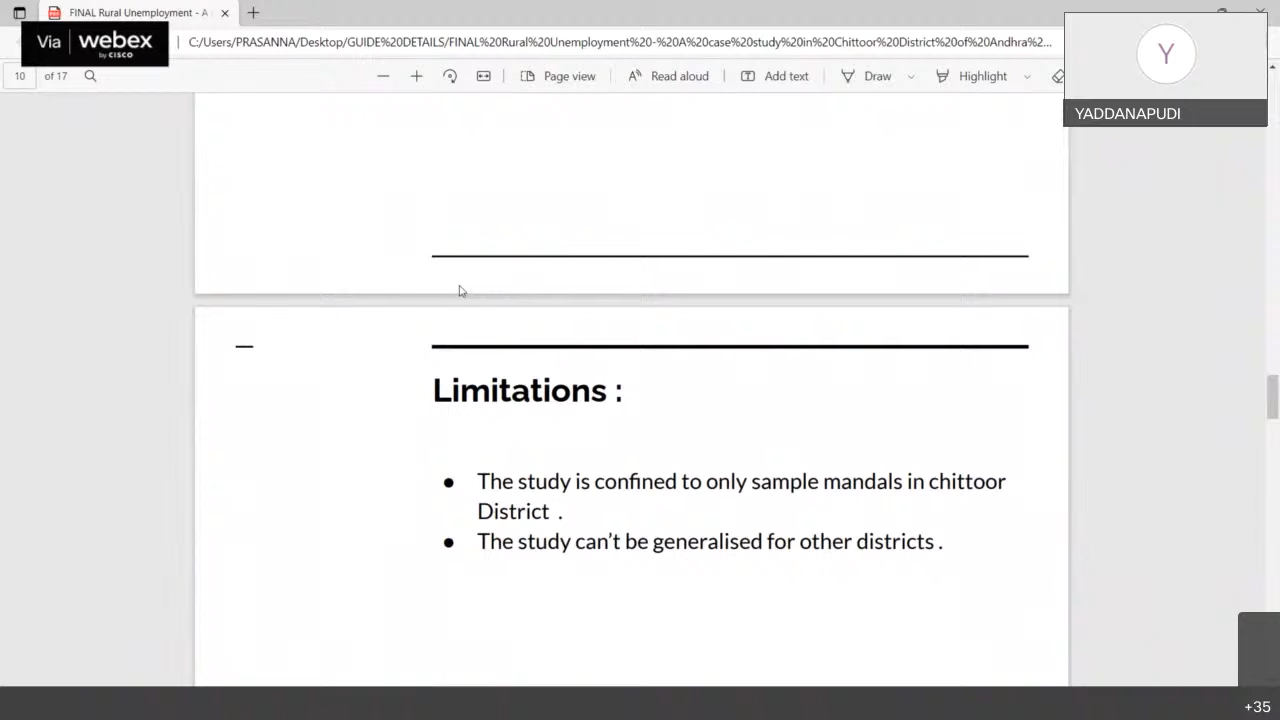 FINAL Rural Unemployment - A
Via webex
by CISCO
C:/Users/PRASANNA/Desktop/GUIDE%20DETAILS/FINAL%20Rural%20Unemployment%20-%20A%20case%20study%20of%20Chittoor%20District%20of%20Andhra%2...
10 of 17
Page view
Read aloud
Add text
Draw
Highlight
Y
YADDANAPUDI
Limitations :
● The study is confined to only sample mandals in chittoor
District .
● The study can't be generalised for other districts .
+35